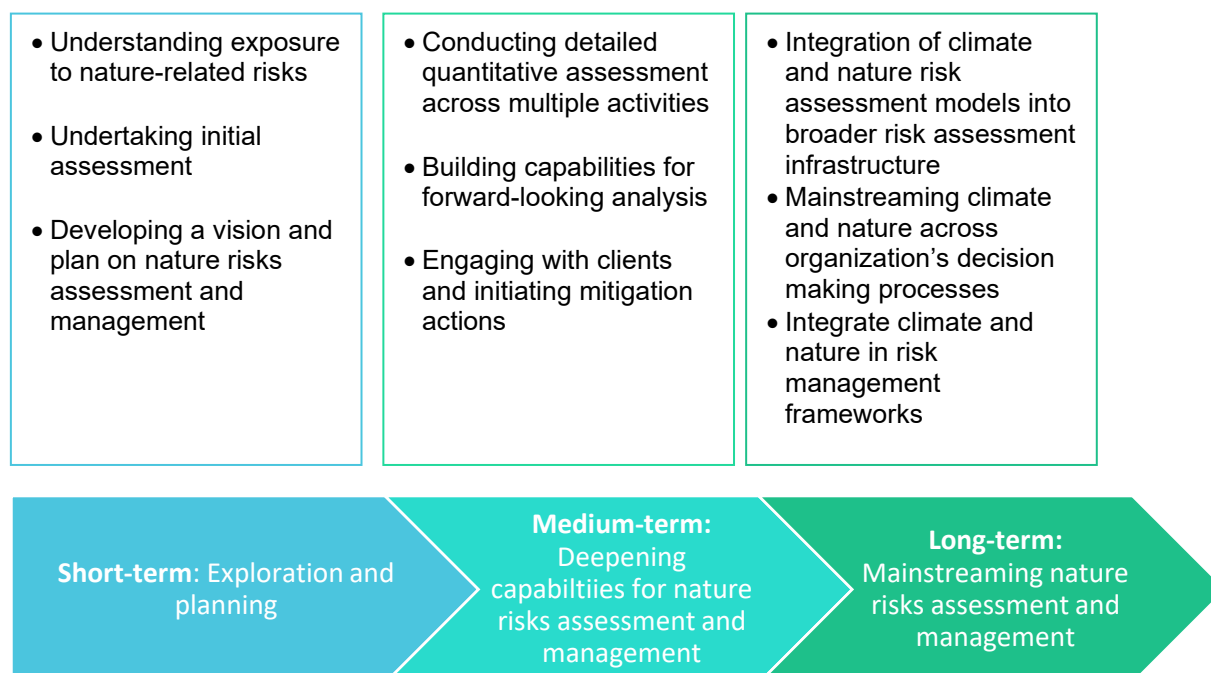 • Understanding exposure
to nature-related risks
• Undertaking initial
assessment
• Developing a vision and
plan on nature risks
assessment and
management
• Conducting detailed
quantitative assessment
across multiple activities
• Building capabilities for
forward-looking analysis
• Engaging with clients
and initiating mitigation
actions
• Integration of climate
and nature risk
assessment models into
broader risk assessment
infrastructure
• Mainstreaming climate
and nature across
organization’s decision
making processes
• Integrate climate and
nature in risk
management
frameworks
Short-term: Exploration and
planning
Medium-term:
Deepening
capabiltiies for nature
risks assessment and
management
Long-term:
Mainstreaming nature
risks assessment and
management